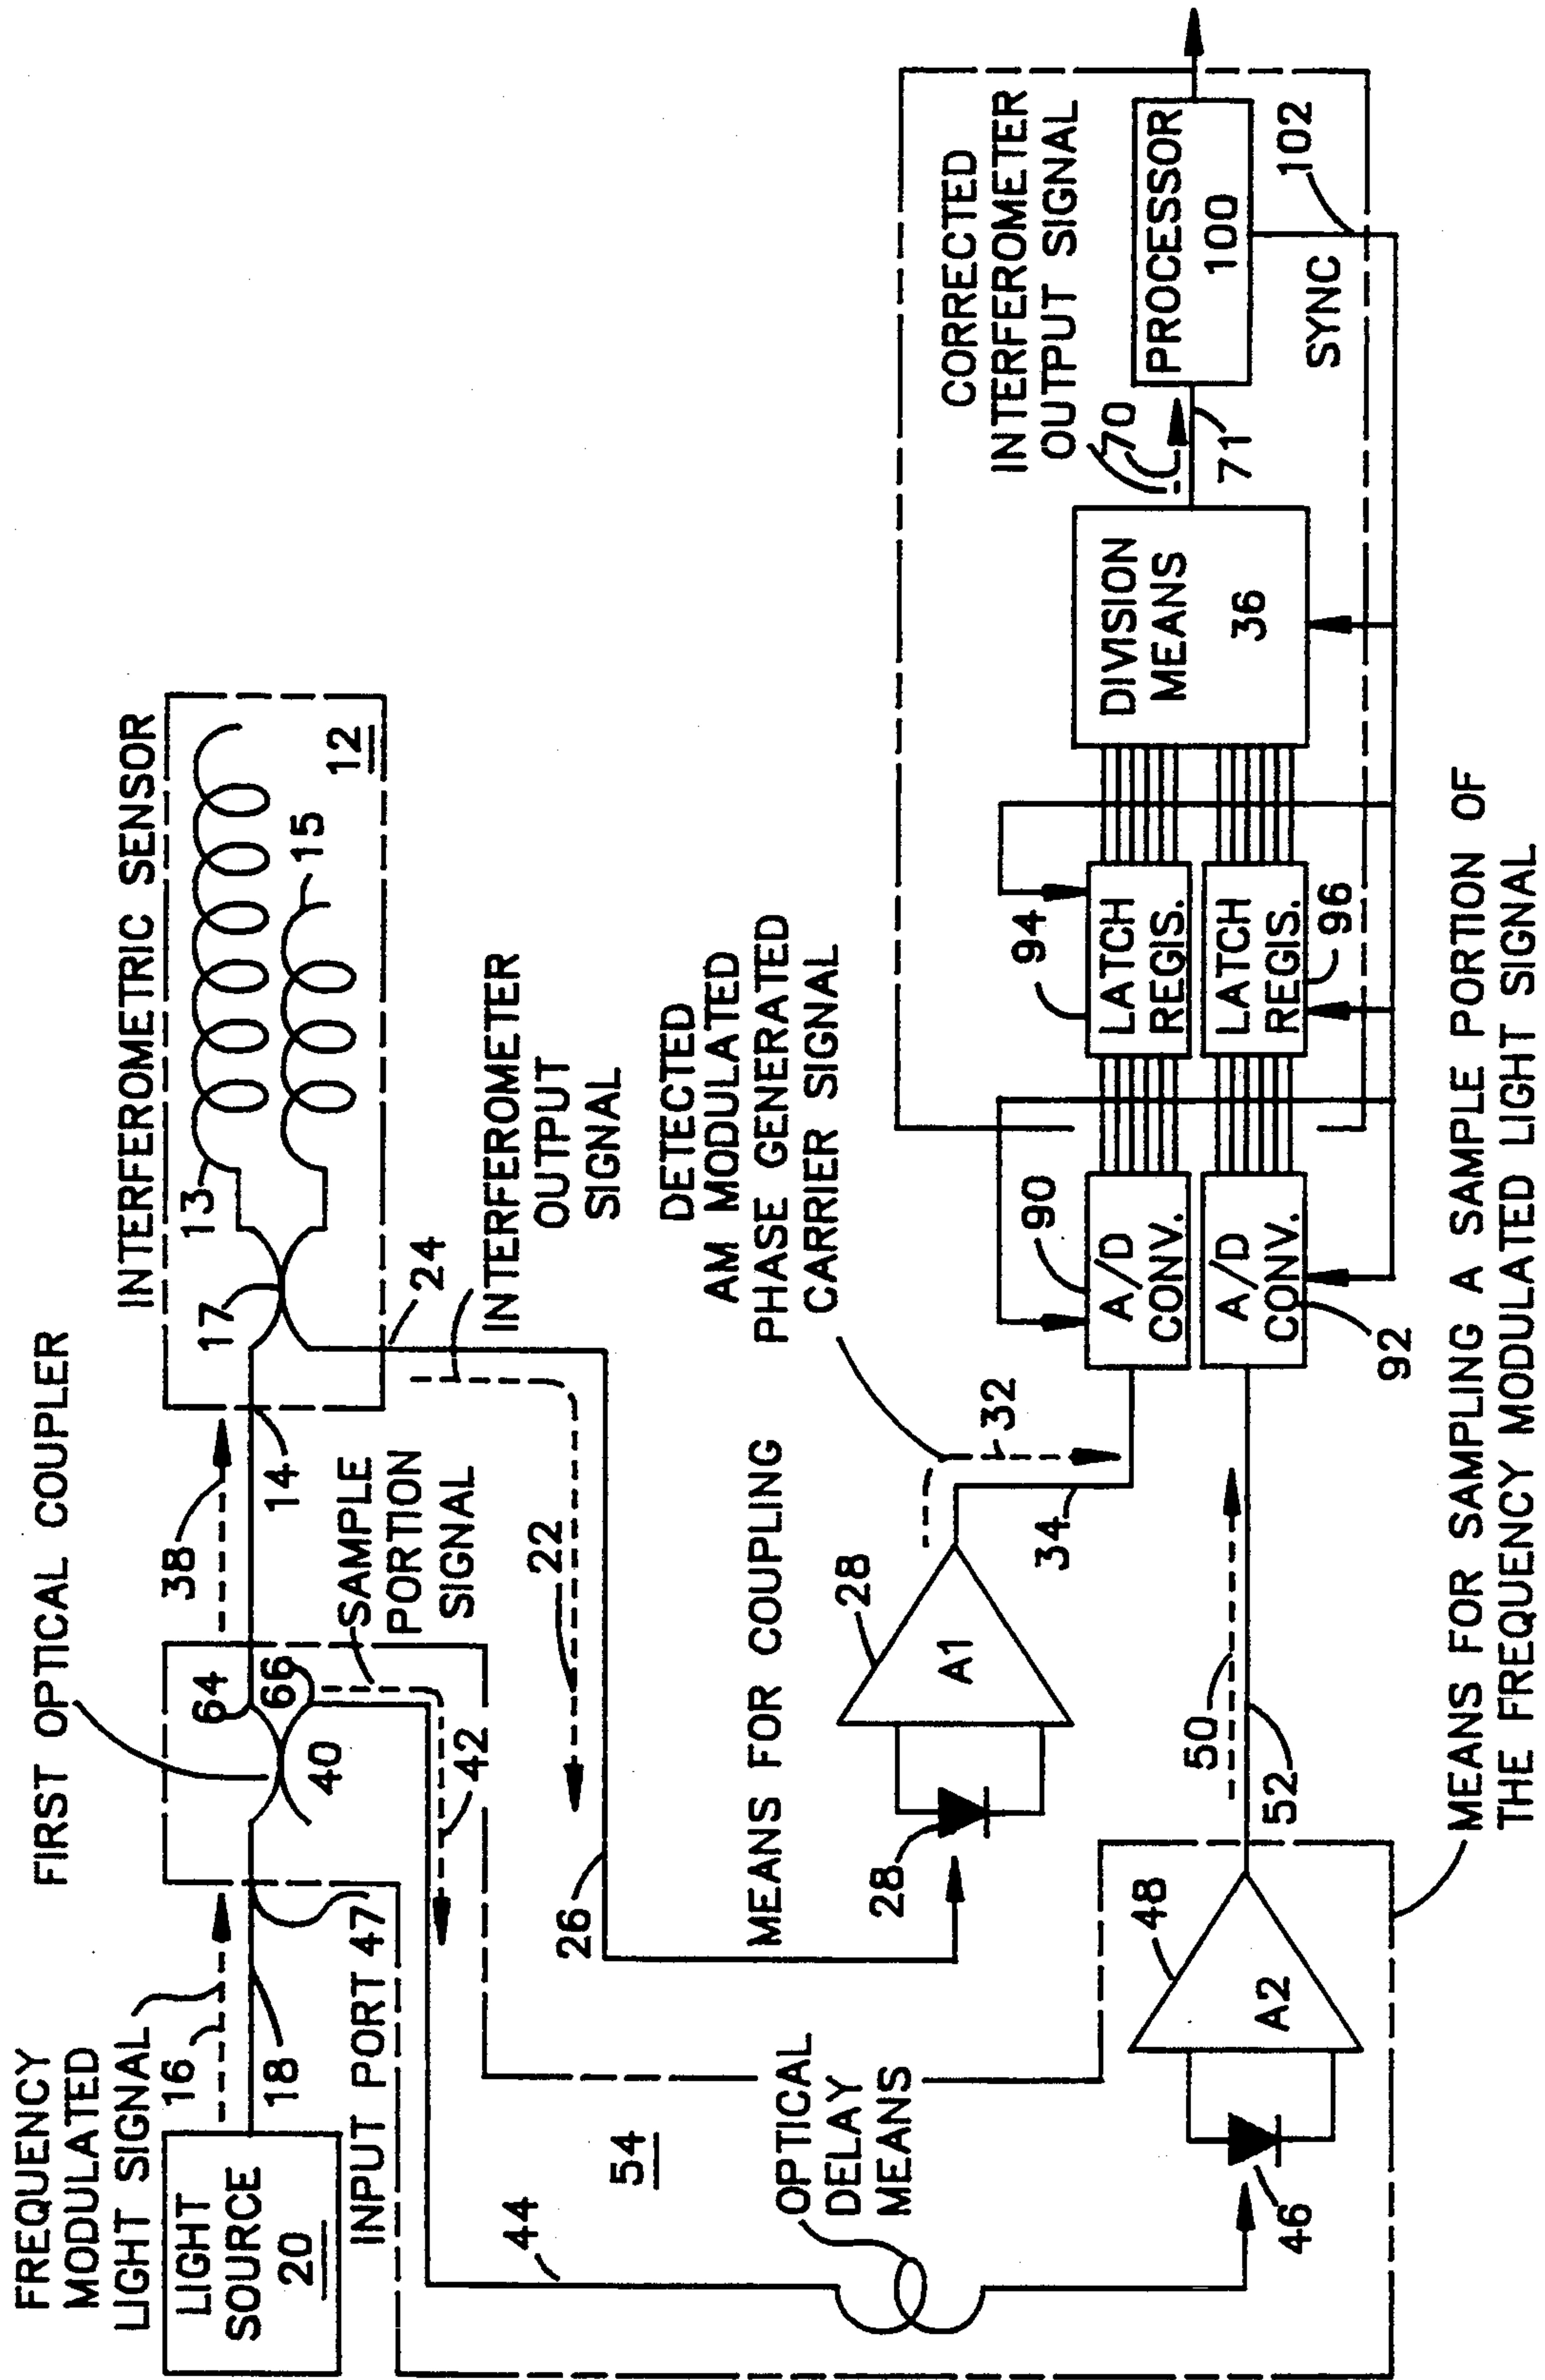 FREQUENCY
MODULATED
LIGHT SIGNAL
16
LIGHT
SOURCE
20
18
INPUT PORT 47
FIRST OPTICAL COUPLER
64
66
40
38
14
SAMPLE
PORTION
SIGNAL
42
INTERFEROMETRIC SENSOR
17
13
15
12
24
INTERFEROMETER
OUTPUT
SIGNAL
22
26
44
54
OPTICAL
DELAY
MEANS
MEANS FOR COUPLING
28
28
A1
34
32
DETECTED
AM MODULATED
PHASE GENERATED
CARRIER SIGNAL
46
48
A2
50
52
90
A/D
CONV.
A/D
CONV.
92
94
LATCH
REGIS.
LATCH
REGIS.
96
DIVISION
MEANS
36
70
71
CORRECTED
INTERFEROMETER
OUTPUT SIGNAL
PROCESSOR
100
SYNC
102
MEANS FOR SAMPLING A SAMPLE PORTION OF
THE FREQUENCY MODULATED LIGHT SIGNAL